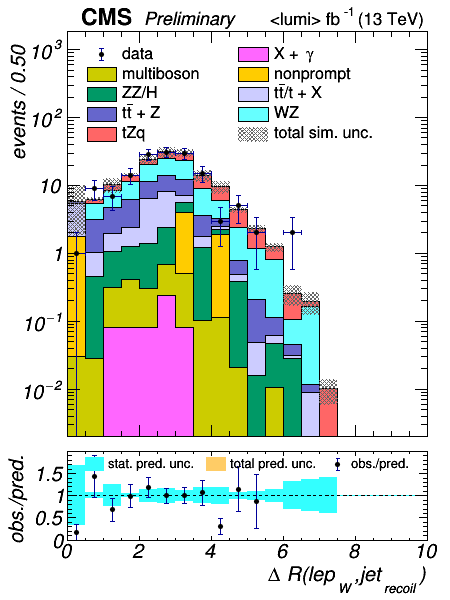 CMS Preliminary <lumi> fb⁻¹ (13 TeV)
events / 0.50
10³
10²
10
1
10⁻¹
10⁻²
data
multiboson
ZZ/H
tt̄ + Z
tZq
X + γ
nonprompt
tt̄/t + X
WZ
total sim. unc.
obs./pred.
1.5
1
0.5
0
stat. pred. unc. total pred. unc. obs./pred.
0 2 4 6 8 10
Δ R(lep_W,jet_recoil)